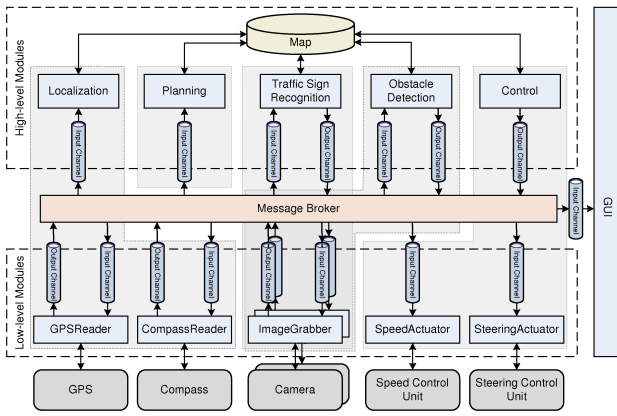 High-level Modules
Map
Localization
Planning
Traffic Sign
Recognition
Obstacle
Detection
Control
Input Channel
Input Channel
Input Channel
Output Channel
Input Channel
Output Channel
Output Channel
Message Broker
Input Channel
GUI
Low-level Modules
Output Channel
Input Channel
Output Channel
Input Channel
Output Channel
Input Channel
Input Channel
Input Channel
GPSReader
CompassReader
ImageGrabber
SpeedActuator
SteeringActuator
GPS
Compass
Camera
Speed Control
Unit
Steering Control
Unit